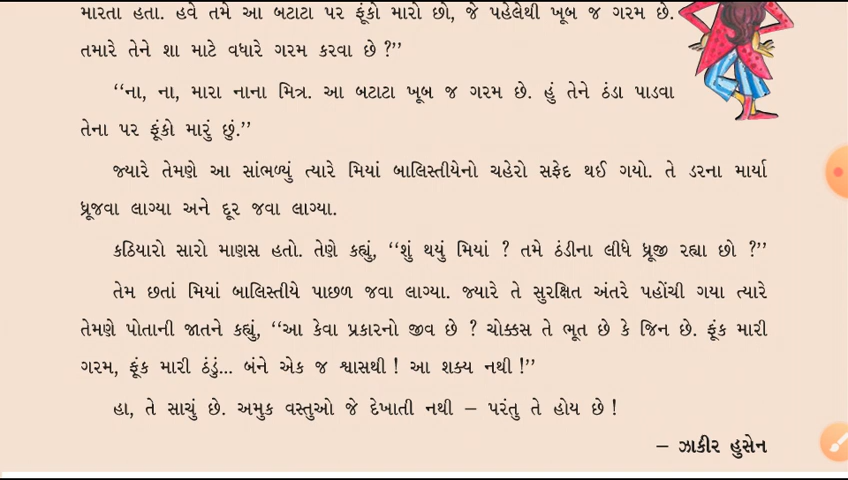 મારતા હતા. હવે તમે આ બટાટા પર ફૂંકો મારો છો, જે પહેલેથી ખૂબ જ ગરમ છે.
તમારે તેને શા માટે વધારે ગરમ કરવા છે ?”
“ના, ના, મારા નાના મિત્ર. આ બટાટા ખૂબ જ ગરમ છે. હું તેને ઠંડા પાડવા
તેના પર ફૂંકો મારું છું.”
જ્યારે તેમણે આ સાંભળ્યું ત્યારે મિયાં બાલિસ્તીયેનો ચહેરો સફેદ થઈ ગયો. તે ડરના માર્યા
ધ્રૂજવા લાગ્યા અને દૂર જવા લાગ્યા.
કઠિયારો સારો માણસ હતો. તેણે કહ્યું, “શું થયું મિયાં ? તમે ઠંડીના લીધે ધ્રૂજી રહ્યા છો ?”
તેમ છતાં મિયાં બાલિસ્તીયે પાછળ જવા લાગ્યા. જ્યારે તે સુરક્ષિત અંતરે પહોંચી ગયા ત્યારે
તેમણે પોતાની જાતને કહ્યું, “આ કેવા પ્રકારનો જીવ છે ? ચોક્કસ તે ભૂત છે કે જિન છે. ફૂંક મારી
ગરમ, ફૂંક મારી ઠંડું... બંને એક જ શ્વાસથી ! આ શક્ય નથી !”
હા, તે સાચું છે. અમુક વસ્તુઓ જે દેખાતી નથી – પરંતુ તે હોય છે !
– ઝાકીર હુસેન